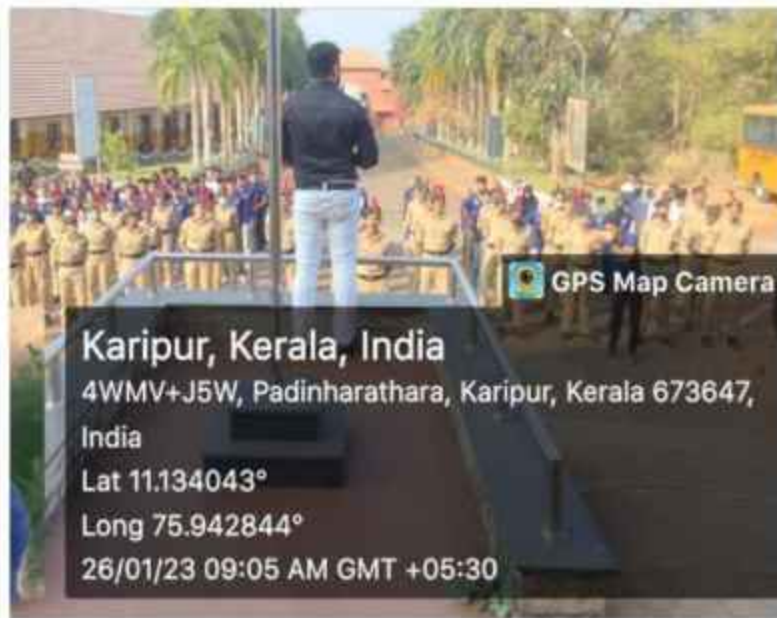 GPS Map Camera
Karipur, Kerala, India
4WMV+J5W, Padinharathara, Karipur, Kerala 673647,
India
Lat 11.134043°
Long 75.942844°
26/01/23 09:05 AM GMT +05:30